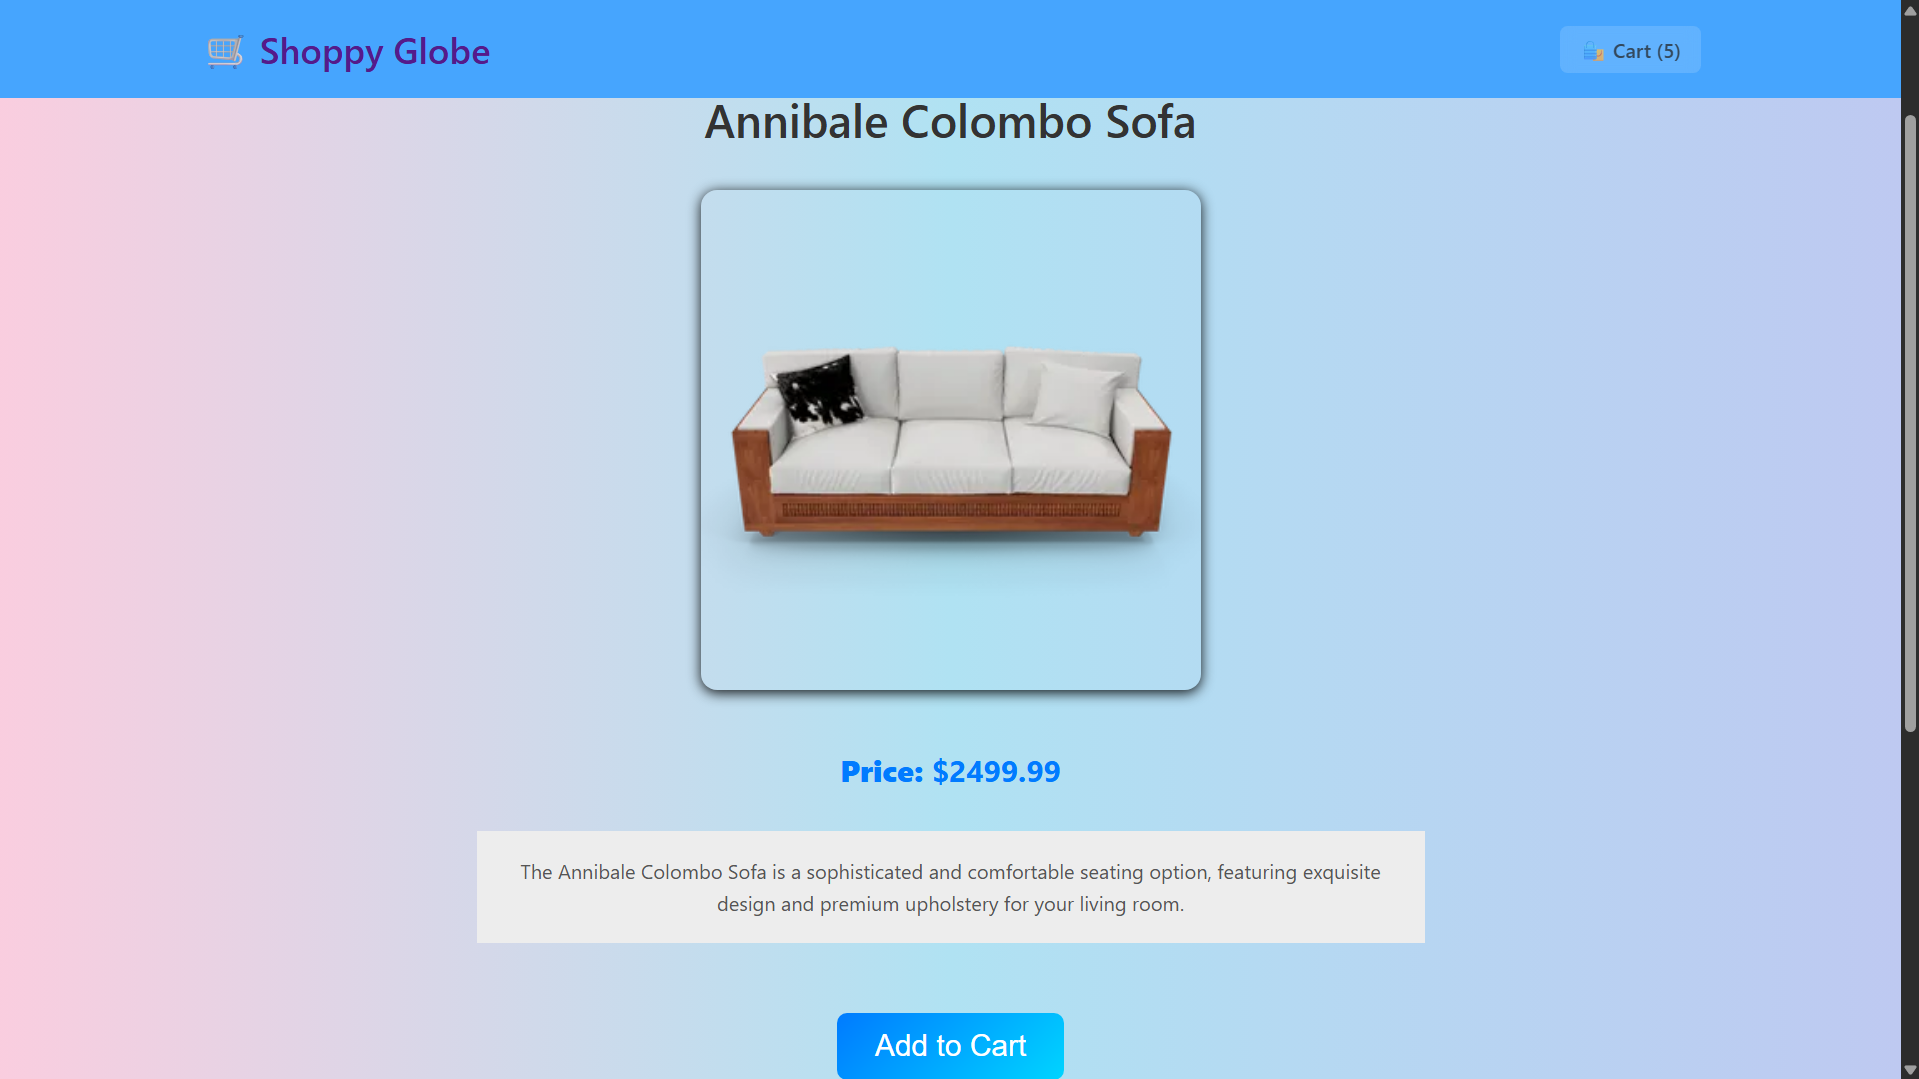 Shoppy Globe
Cart (5)
Annibale Colombo Sofa
Price: $2499.99
The Annibale Colombo Sofa is a sophisticated and comfortable seating option, featuring exquisite
design and premium upholstery for your living room.
Add to Cart